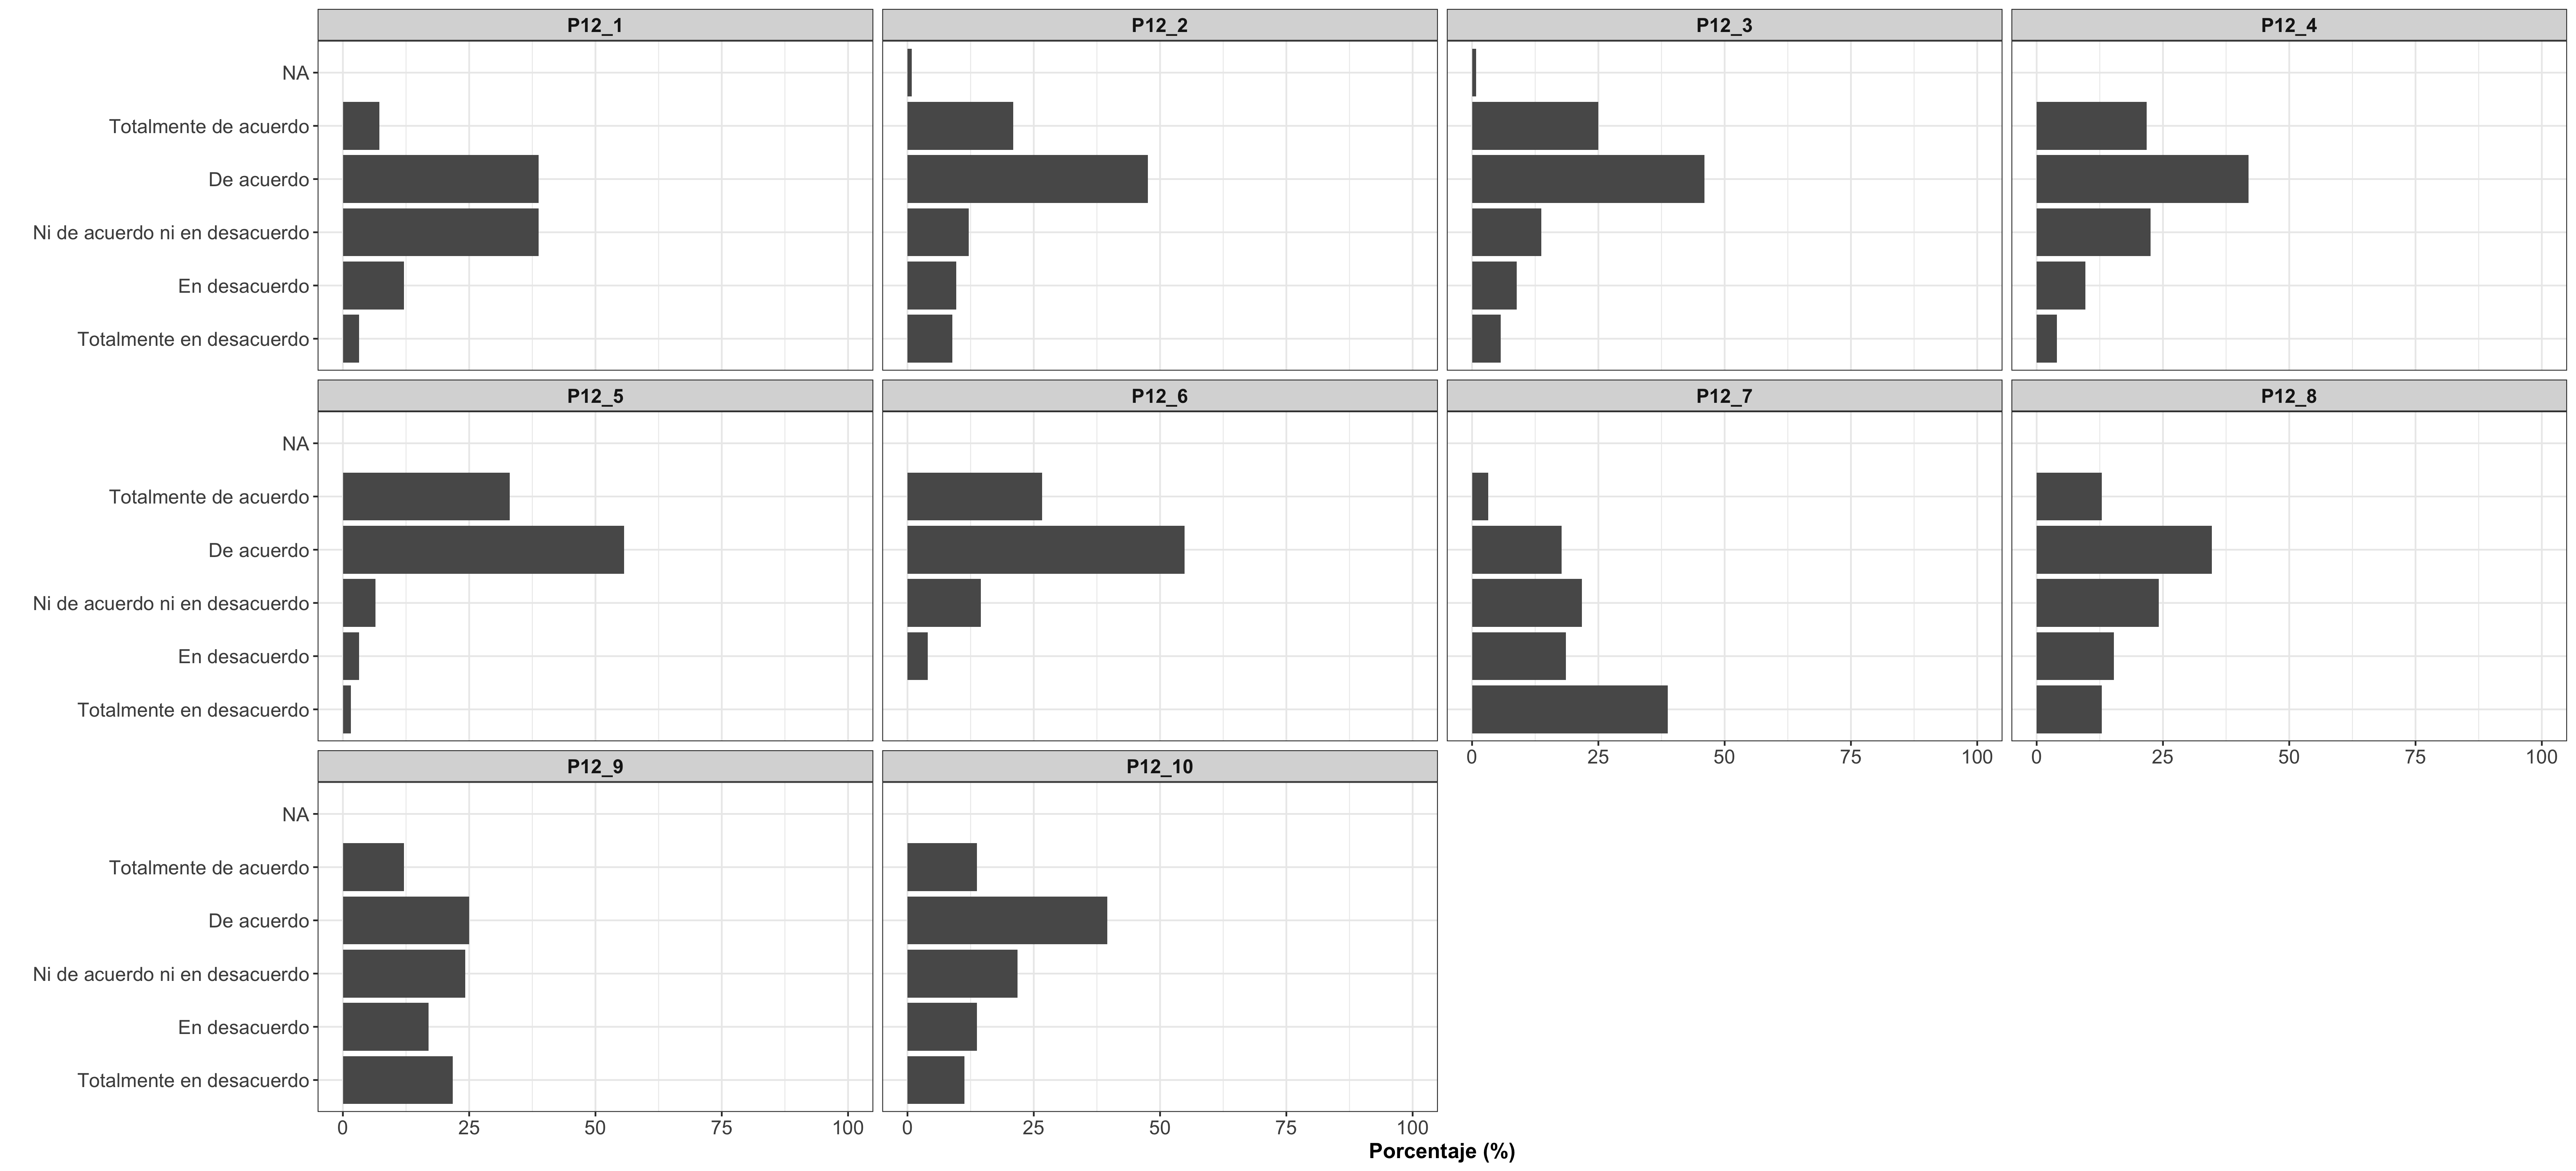 P12_1
P12_2
P12_3
P12_4
NA
Totalmente de acuerdo
De acuerdo
Ni de acuerdo ni en desacuerdo
En desacuerdo
Totalmente en desacuerdo
P12_5
P12_6
P12_7
P12_8
NA
Totalmente de acuerdo
De acuerdo
Ni de acuerdo ni en desacuerdo
En desacuerdo
Totalmente en desacuerdo
0 25 50 75 100
0 25 50 75 100
P12_9
P12_10
NA
Totalmente de acuerdo
De acuerdo
Ni de acuerdo ni en desacuerdo
En desacuerdo
Totalmente en desacuerdo
0 25 50 75 100
0 25 50 75 100
Porcentaje (%)